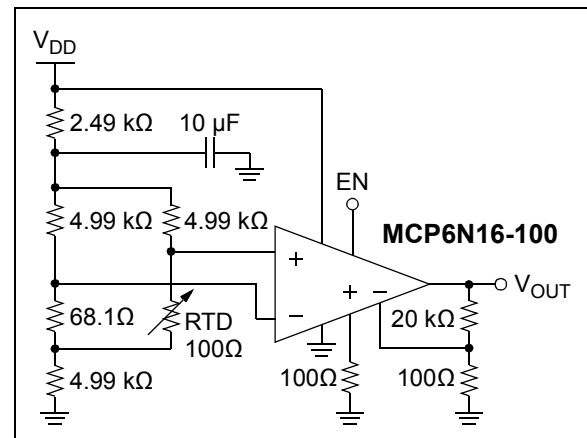 VDD
2.49 kΩ
10 µF
EN
4.99 kΩ
4.99 kΩ
MCP6N16-100
+
−
+
−
VOUT
68.1Ω
RTD
100Ω
20 kΩ
4.99 kΩ
100Ω
100Ω